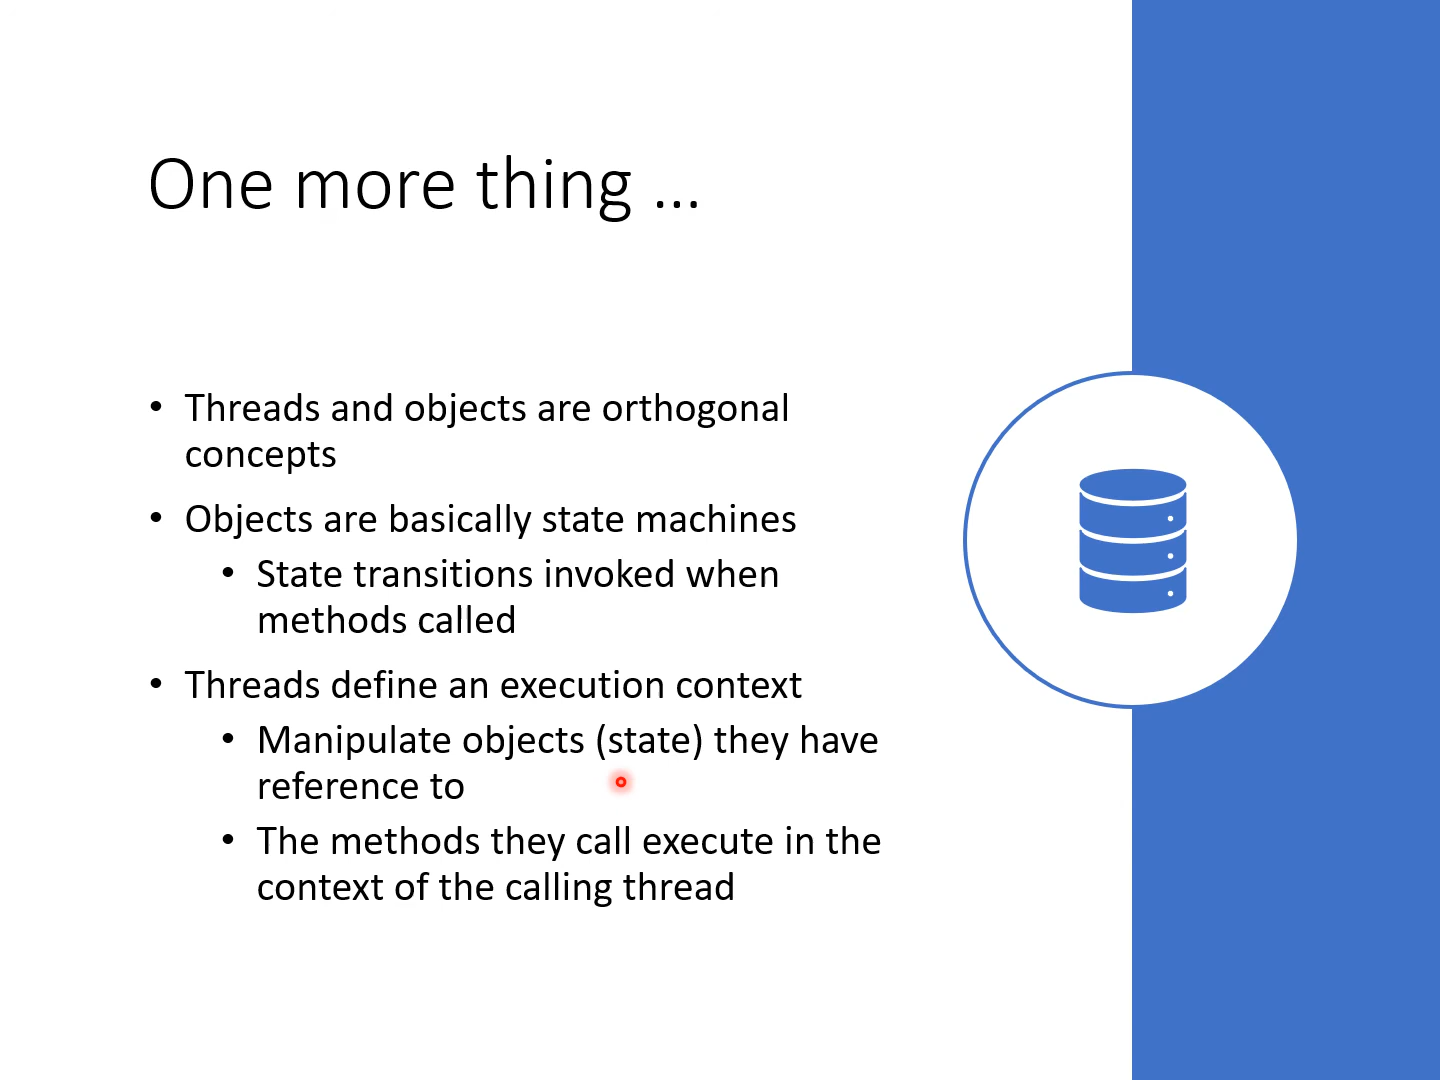 One more thing ...
• Threads and objects are orthogonal
concepts
• Objects are basically state machines
• State transitions invoked when
methods called
• Threads define an execution context
• Manipulate objects (state) they have
reference to
• The methods they call execute in the
context of the calling thread